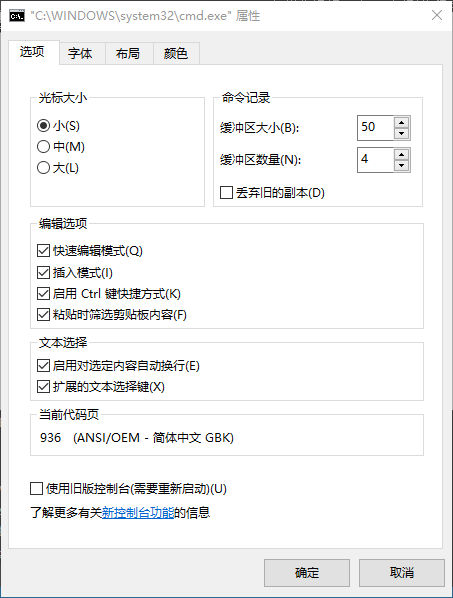 "C:\WINDOWS\system32\cmd.exe" 属性
选项 字体 布局 颜色
光标大小
小(S)
中(M)
大(L)
命令记录
缓冲区大小(B): 50
缓冲区数量(N): 4
丢弃旧的副本(D)
编辑选项
快速编辑模式(Q)
插入模式(I)
启用 Ctrl 键快捷方式(K)
粘贴时筛选剪贴板内容(F)
文本选择
启用对选定内容自动换行(E)
扩展的文本选择键(X)
当前代码页
936 (ANSI/OEM - 简体中文 GBK)
使用旧版控制台(需要重新启动)(U)
了解更多有关新控制台功能的信息
确定 取消